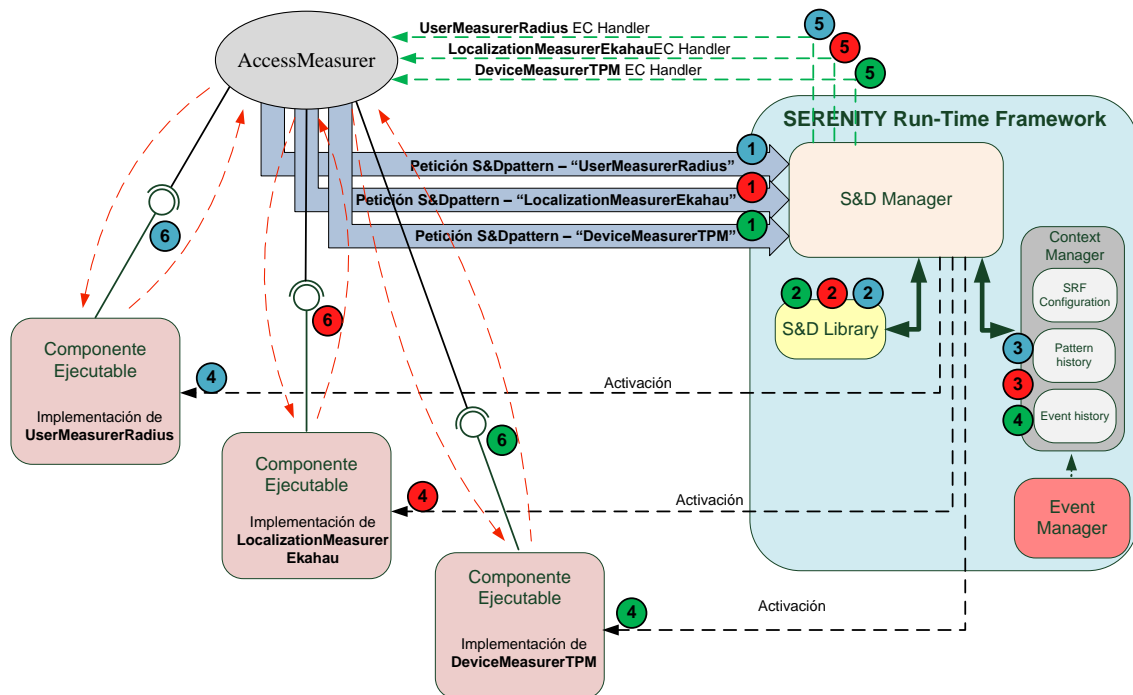 5
UserMeasurerRadius EC Handler
LocalizationMeasurerEkahauEC Handler
5
DeviceMeasurerTPM EC Handler
5
AccessMeasurer
SERENITY Run-Time Framework
1
Petición S&Dpattern – “UserMeasurerRadius”
1
Petición S&Dpattern – “LocalizationMeasurerEkahau”
1
Petición S&Dpattern – “DeviceMeasurerTPM”
S&D Manager
Context
Manager
SRF
Configuration
Pattern
history
Event history
3
3
4
2
2
2
S&D Library
Event
Manager
6
6
6
Componente
Ejecutable
Implementación de
UserMeasurerRadius
4
Activación
Componente
Ejecutable
Implementación de
LocalizationMeasurer
Ekahau
4
Activación
Componente
Ejecutable
Implementación de
DeviceMeasurerTPM
4
Activación